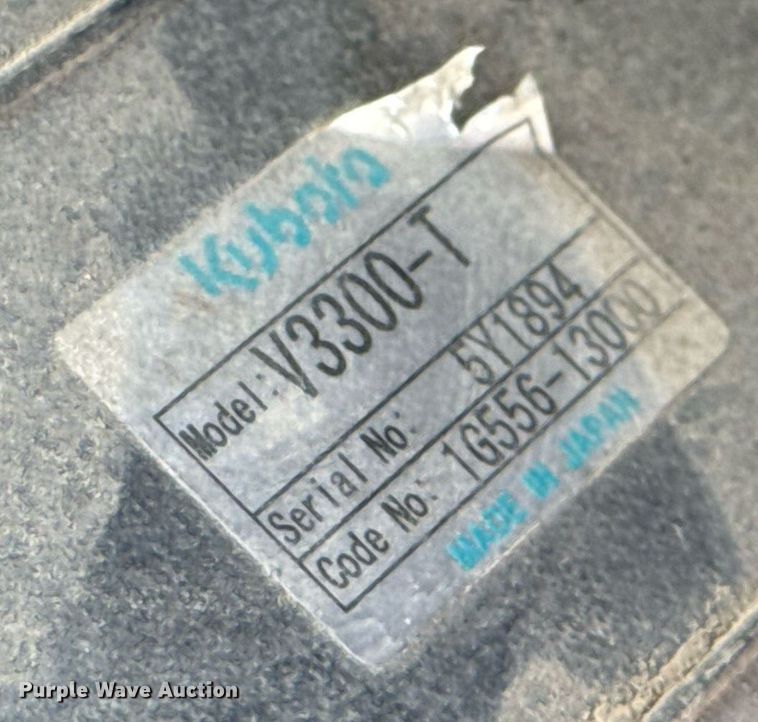 Kubota
Model: V3300-T
Serial No: 5Y1894
Code No: 1G556-13000
MADE IN JAPAN
Purple Wave Auction